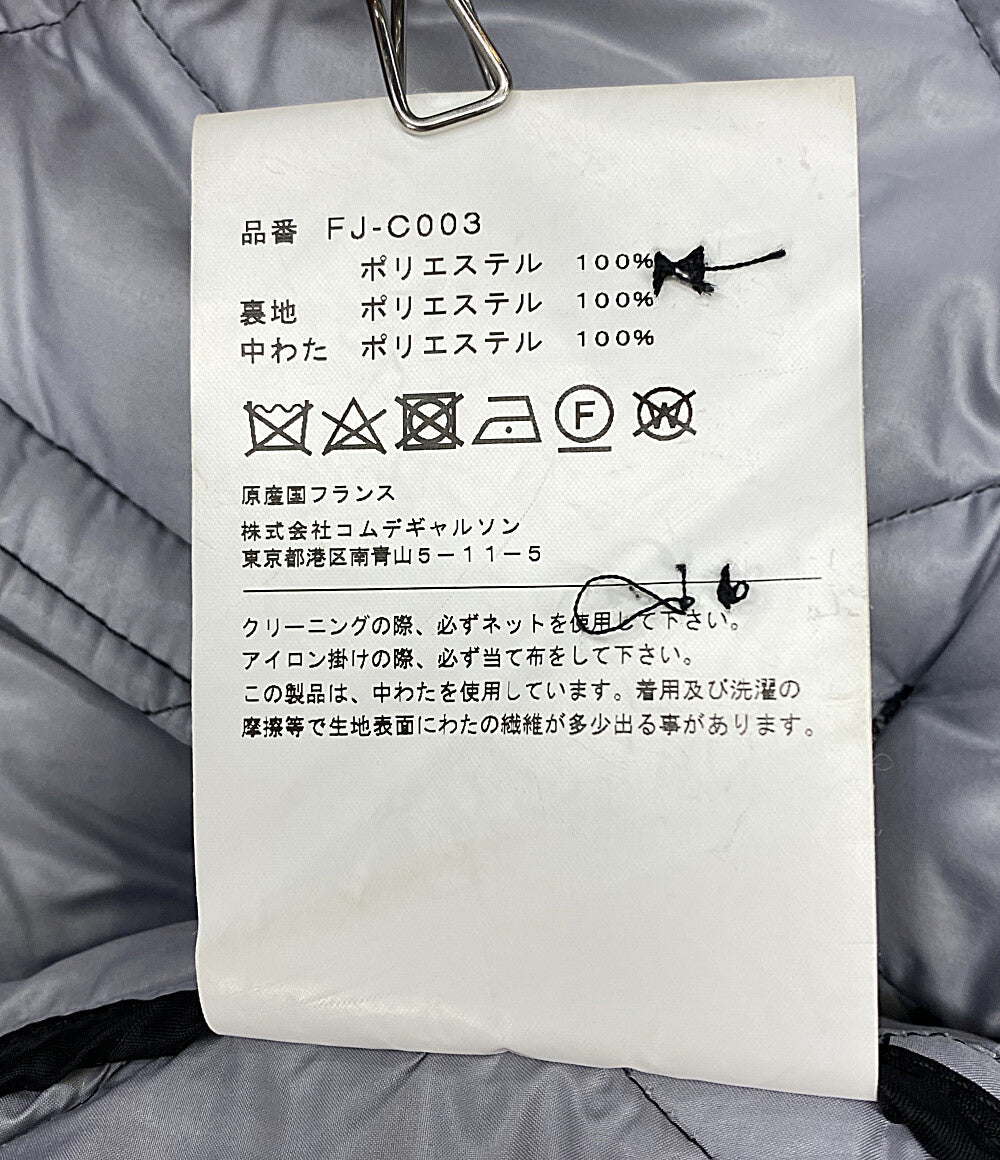 品番 FJ-C003
ポリエステル 100%
裏地 ポリエステル 100%
中わた ポリエステル 100%
F W
原産国フランス
株式会社コムデギャルソン
東京都港区南青山5-11-5
クリーニングの際、必ずネットを使用して下さい。
アイロン掛けの際、必ず当て布をして下さい。
この製品は、中わたを使用しています。着用及び洗濯の
摩擦等で生地表面にわたの繊維が多少出る事があります。